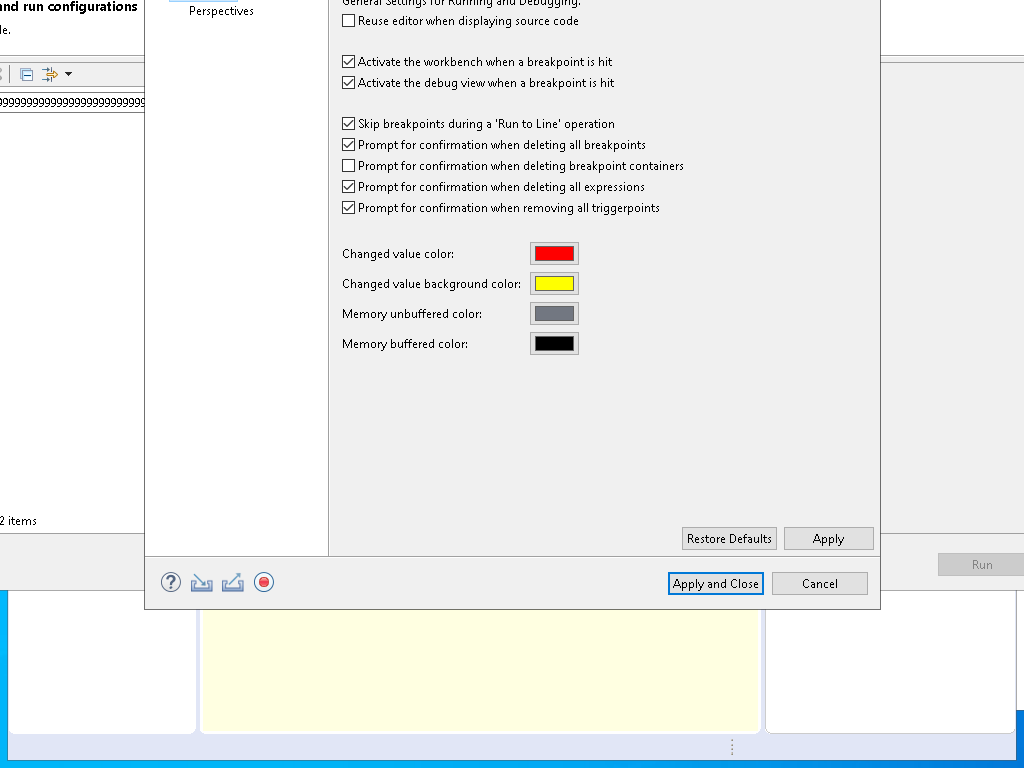 and run configurations
le.
999999999999999999999999999
2 items
Perspectives
General Settings for Running and Debugging.
Reuse editor when displaying source code
Activate the workbench when a breakpoint is hit
Activate the debug view when a breakpoint is hit
Skip breakpoints during a 'Run to Line' operation
Prompt for confirmation when deleting all breakpoints
Prompt for confirmation when deleting breakpoint containers
Prompt for confirmation when deleting all expressions
Prompt for confirmation when removing all triggerpoints
Changed value color:
Changed value background color:
Memory unbuffered color:
Memory buffered color:
Restore Defaults Apply
Run
Apply and Close Cancel